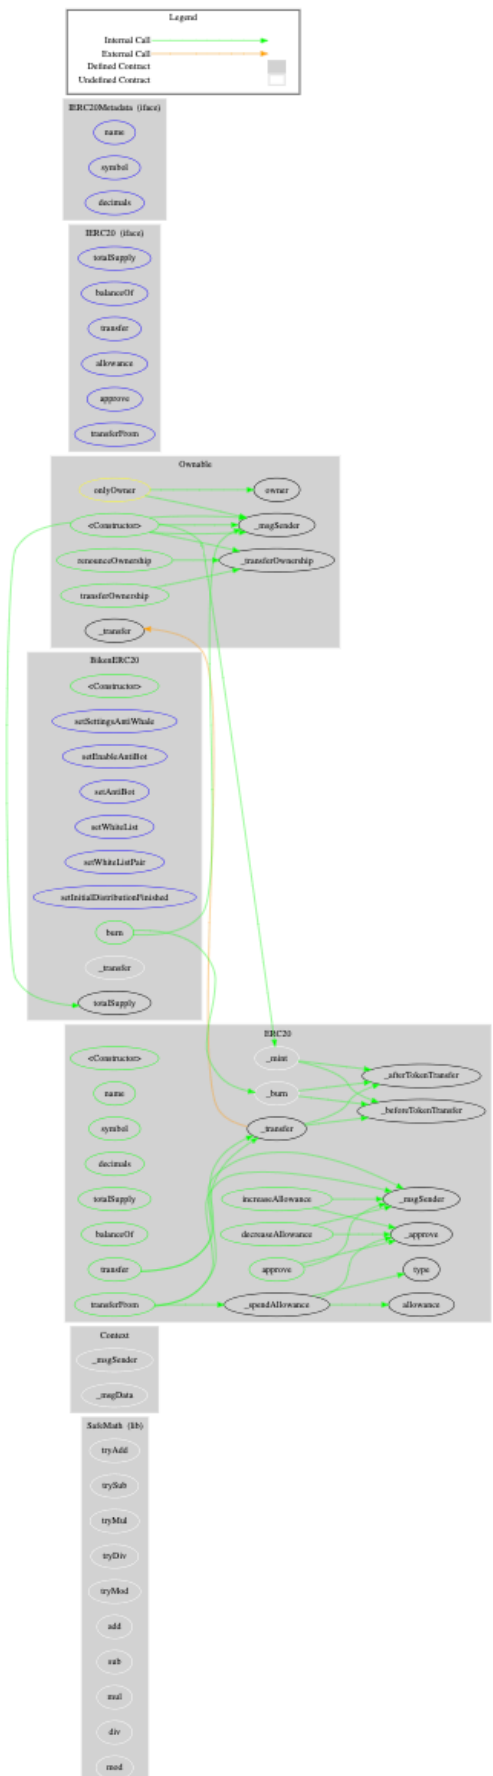 Legend
Internal Call
External Call
Defined Contract
Undefined Contract
IERC20Metadata (iface)
name
symbol
decimals
IERC20 (iface)
totalSupply
balanceOf
transfer
allowance
approve
transferFrom
Ownable
onlyOwner
owner
<Constructor>
_msgSender
renounceOwnership
_transferOwnership
transferOwnership
_transfer
BikenERC20
<Constructor>
setSettingsAntiWhale
setEnableAntiBot
setAntiBot
setWhiteList
setWhiteListPair
setInitialDistributionFinished
burn
_transfer
totalSupply
ERC20
<Constructor>
_mint
_afterTokenTransfer
name
_burn
_beforeTokenTransfer
symbol
_transfer
decimals
totalSupply
increaseAllowance
_msgSender
balanceOf
decreaseAllowance
_approve
transfer
approve
type
transferFrom
_spendAllowance
allowance
Context
_msgSender
_msgData
SafeMath (lib)
tryAdd
trySub
tryMul
tryDiv
tryMod
add
sub
mul
div
mod